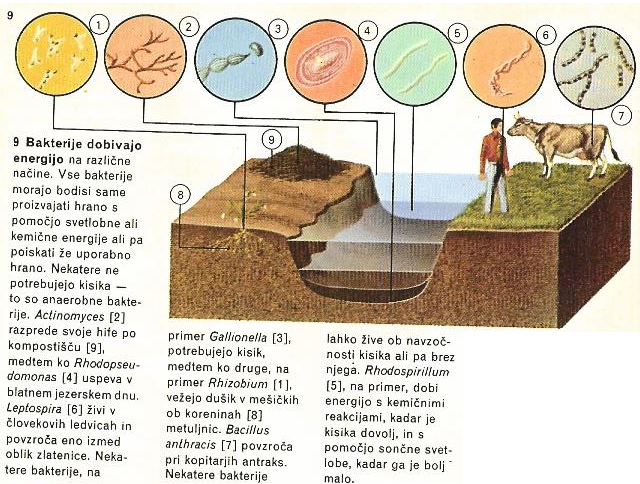 9
1
2
3
4
5
6
7
9
8
9 Bakterije dobivajo
energijo na različne
načine. Vse bakterije
morajo bodisi same
proizvajati hrano s
pomočjo svetlobne ali
kemične energije ali pa
poiskati že uporabno
hrano. Nekatere ne
potrebujejo kisika —
to so anaerobne bakte-
rije. Actinomyces [2]
razprede svoje hife po
kompostišču [9],
medtem ko Rhodopseu-
domonas [4] uspeva v
blatnem jezerskem dnu.
Leptospira [6] živi v
človekovih ledvicah in
povzroča eno izmed
oblik zlatenice. Neka-
tere bakterije, na
primer Gallionella [3],
potrebujejo kisik,
medtem ko druge, na
primer Rhizobium [1],
vežejo dušik v mešičkih
ob koreninah [8]
metuljnic. Bacillus
anthracis [7] povzroča
pri kopitarjih antraks.
Nekatere bakterije
lahko žive ob navzoč-
nosti kisika ali pa brez
njega. Rhodospirillum
[5], na primer, dobi
energijo s kemičnimi
reakcijami, kadar je
kisika dovolj, in s
pomočjo sončne svet-
lobe, kadar ga je bolj
malo.